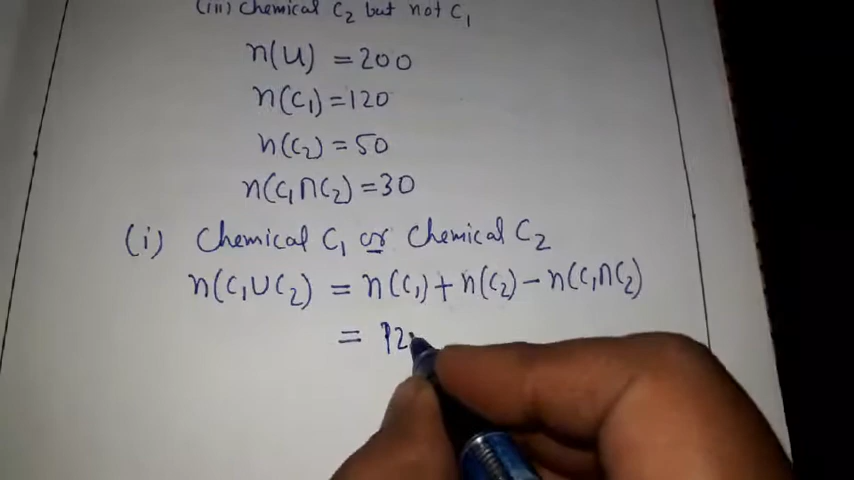 (iii) Chemical C₂ but not C₁
n(U) = 200
n(C₁) = 120
n(C₂) = 50
n(C₁∩C₂) = 30
(i) Chemical C₁ or Chemical C₂
n(C₁∪C₂) = n(C₁) + n(C₂) − n(C₁∩C₂)
= 12